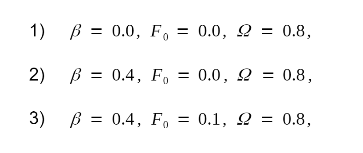 1) β = 0.0, F₀ = 0.0, Ω = 0.8,
2) β = 0.4, F₀ = 0.0, Ω = 0.8,
3) β = 0.4, F₀ = 0.1, Ω = 0.8,